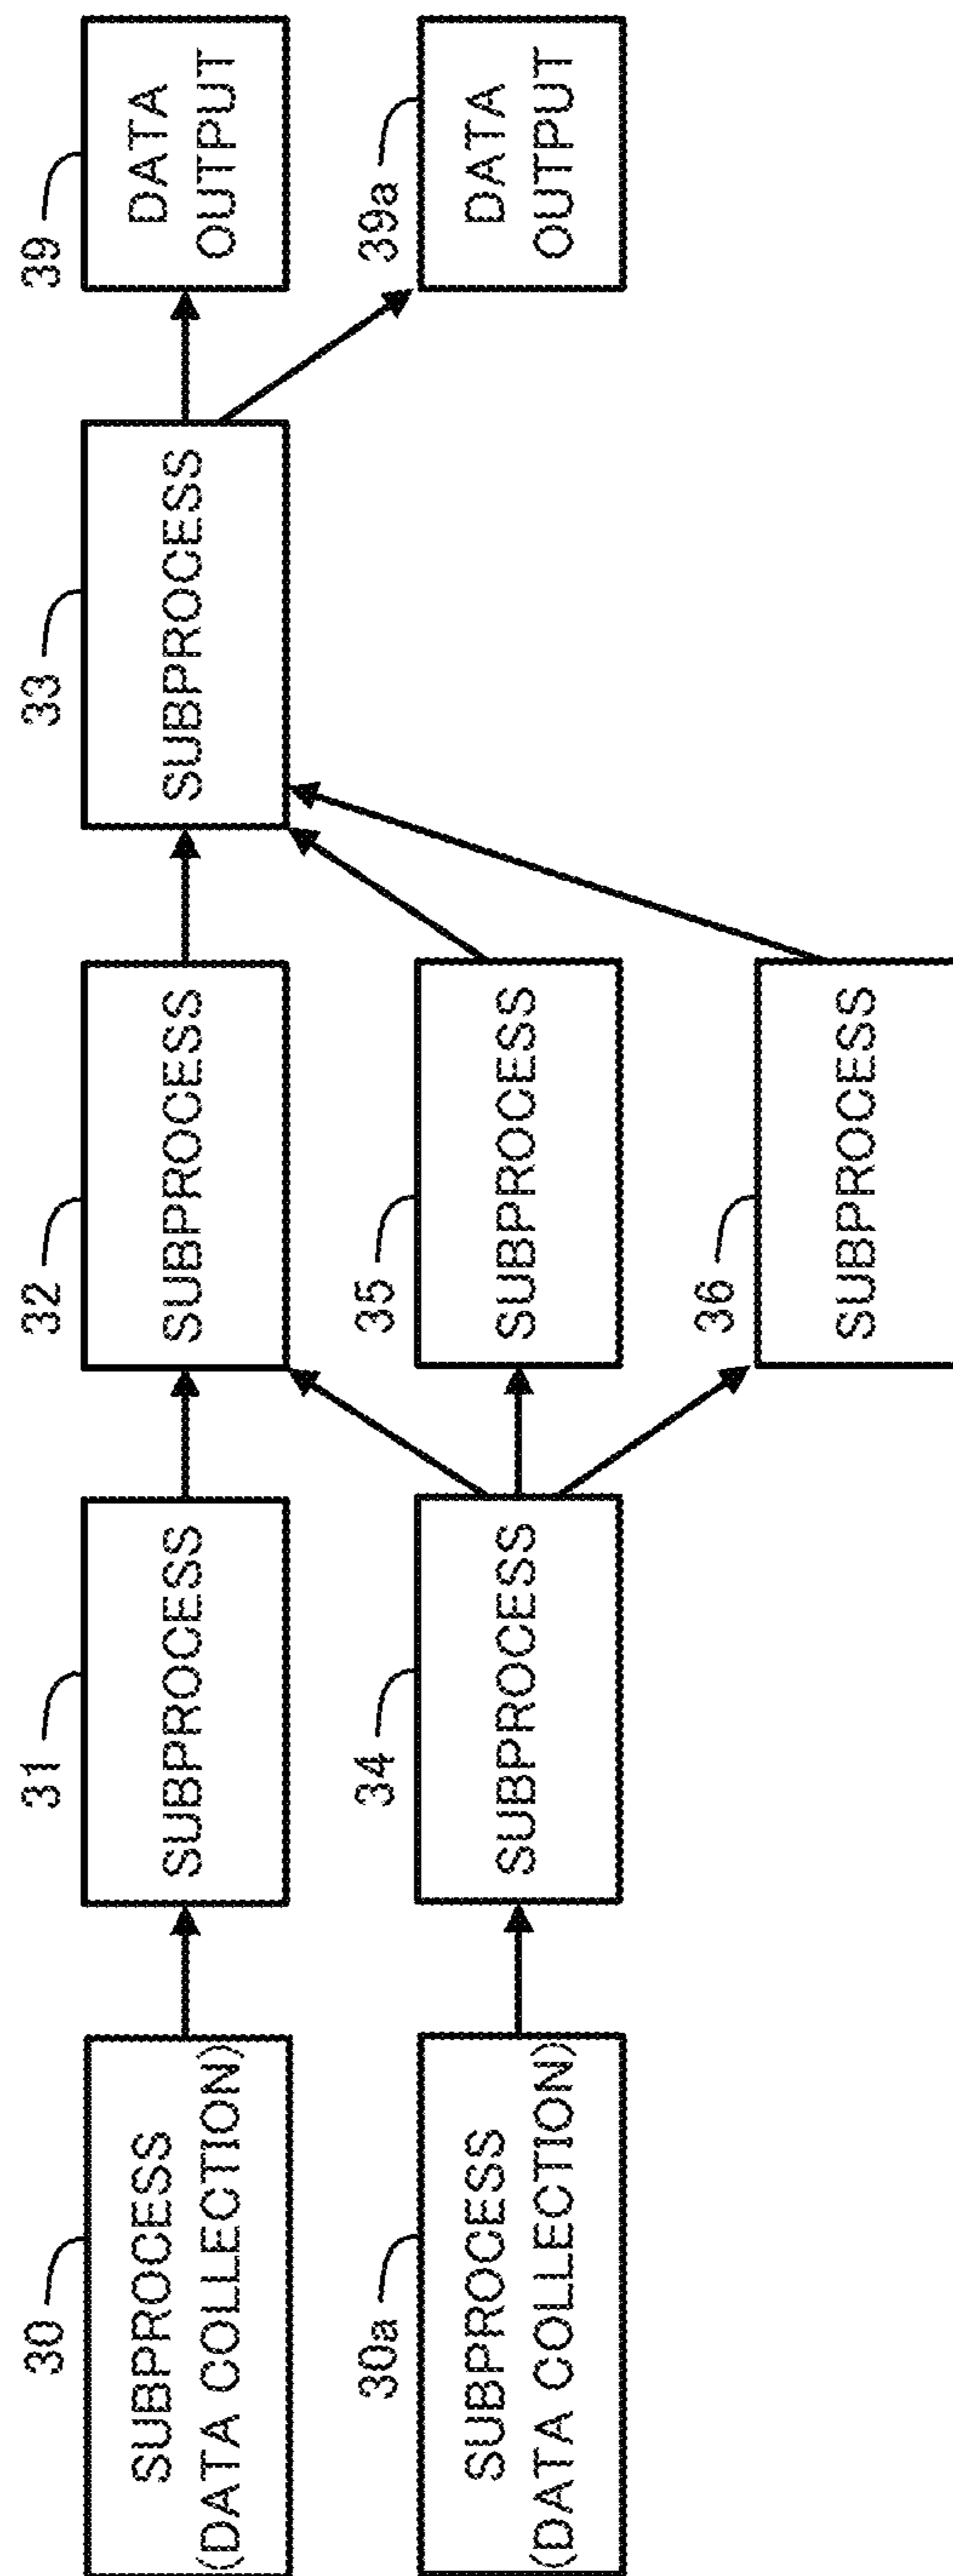 30
SUBPROCESS
(DATA COLLECTION)
31
SUBPROCESS
32
SUBPROCESS
33
SUBPROCESS
39
DATA
OUTPUT
30a
SUBPROCESS
(DATA COLLECTION)
34
SUBPROCESS
35
SUBPROCESS
39a
DATA
OUTPUT
36
SUBPROCESS